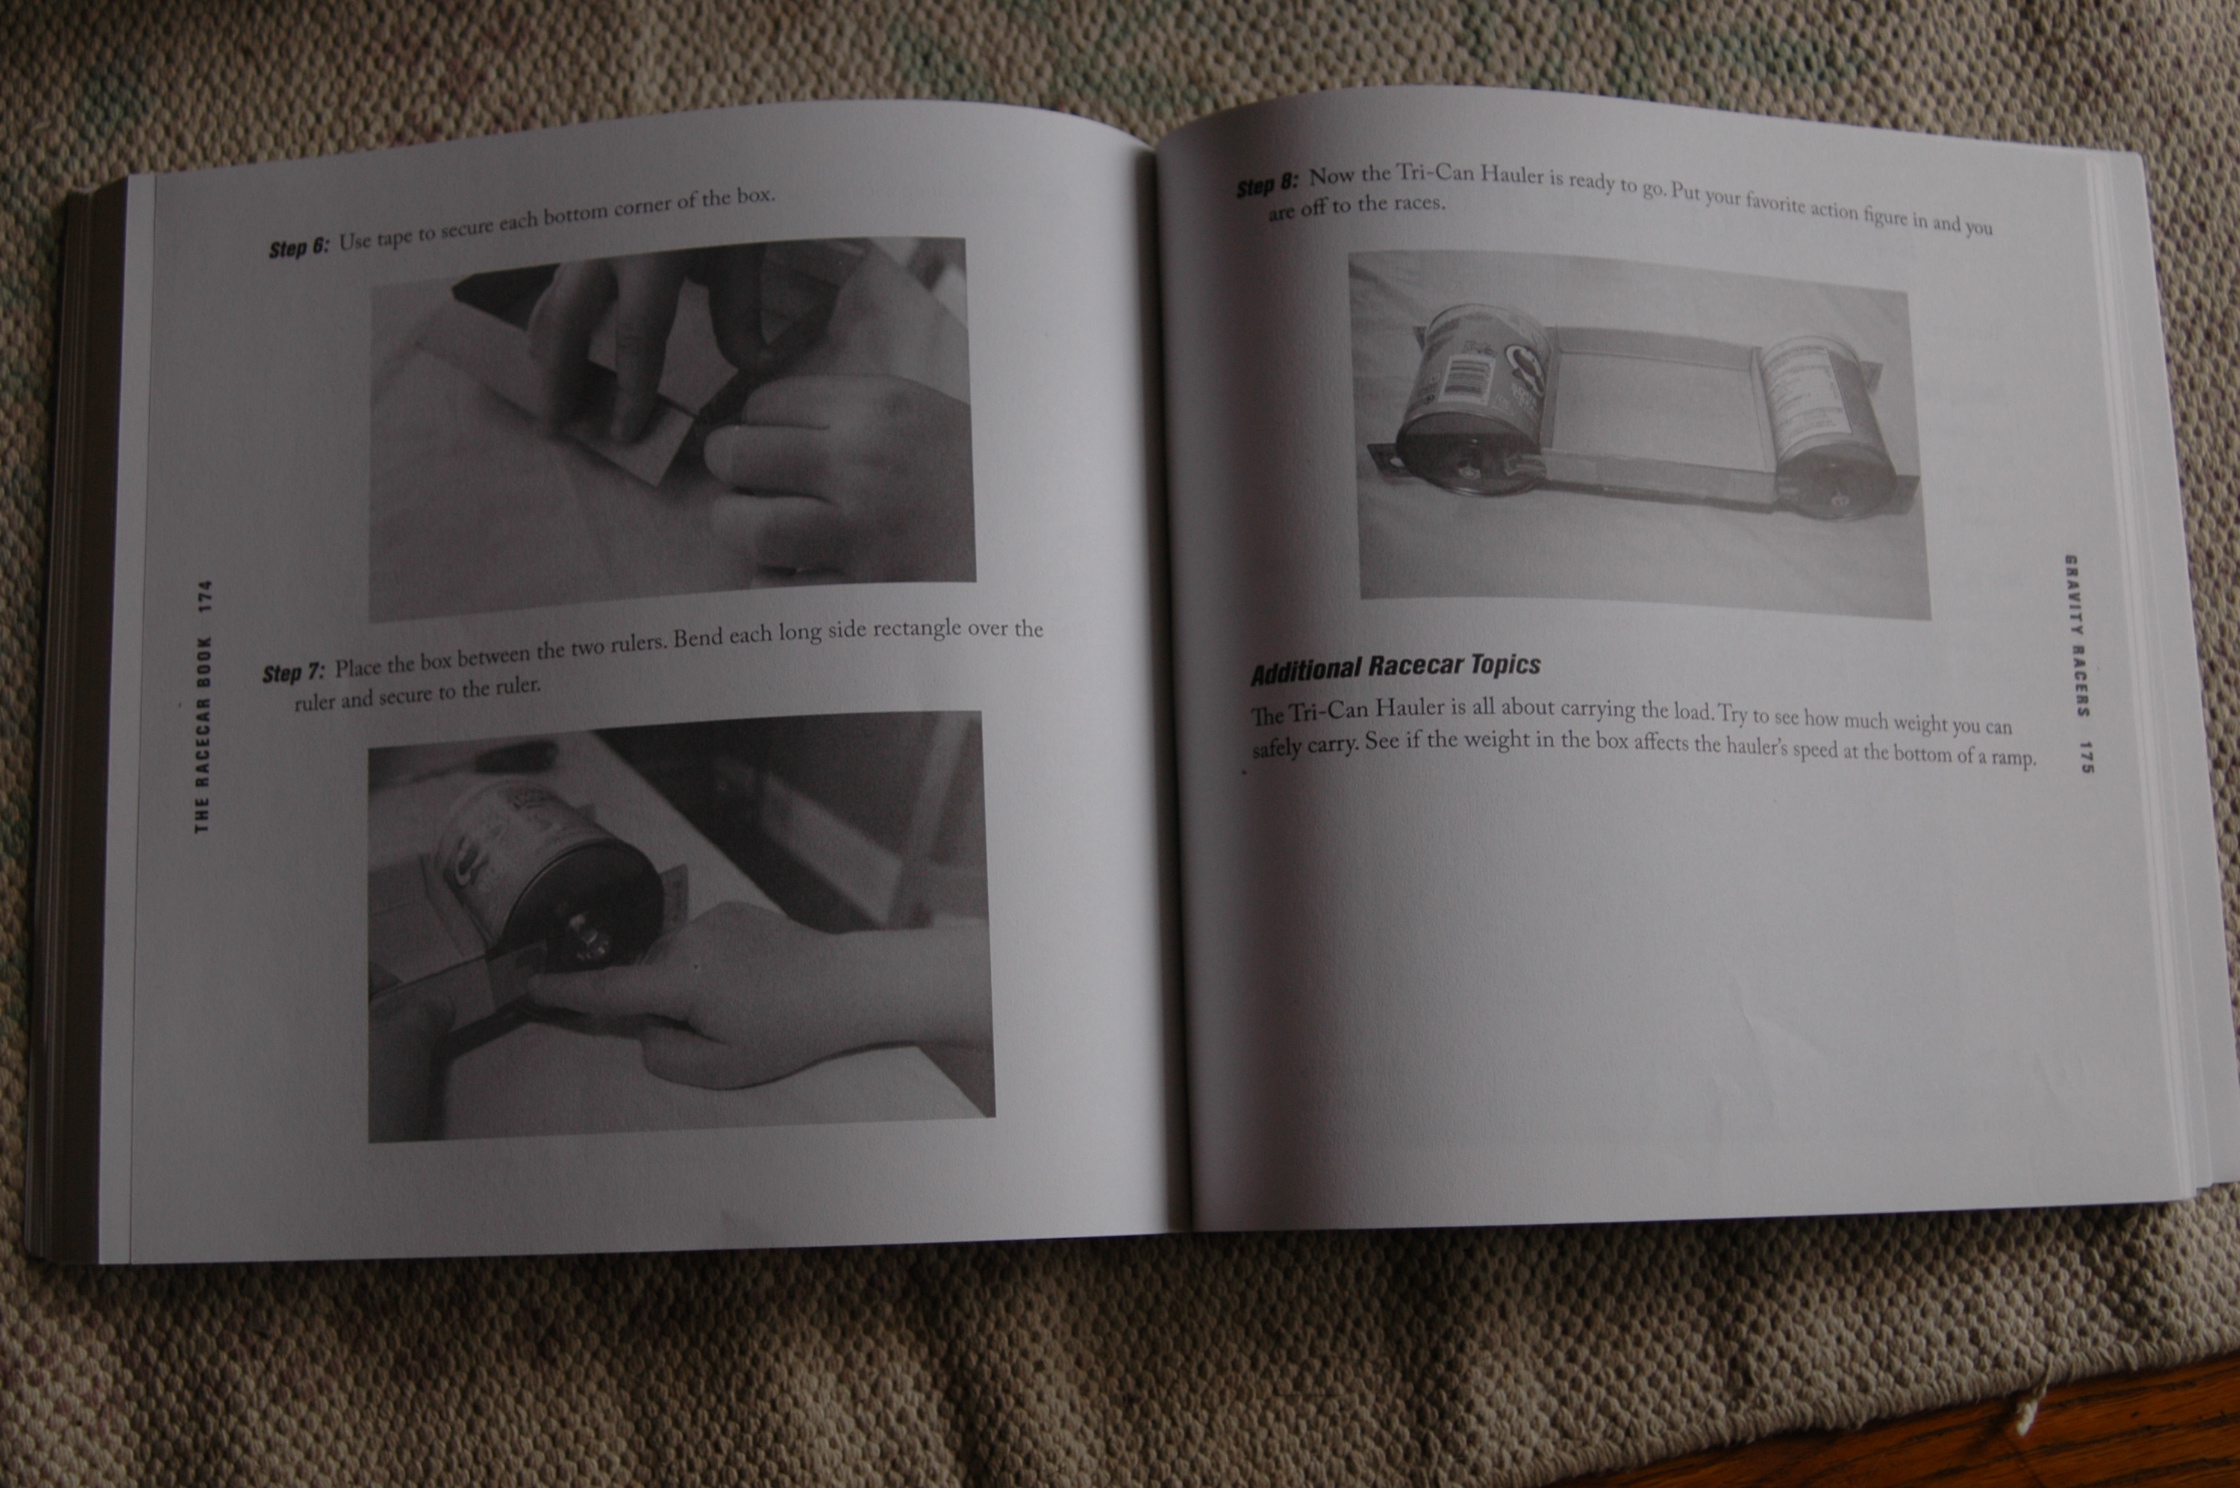 Step 6: Use tape to secure each bottom corner of the box.
Step 7: Place the box between the two rulers. Bend each long side rectangle over the
ruler and secure to the ruler.
THE RACECAR BOOK 174
Step 8: Now the Tri-Can Hauler is ready to go. Put your favorite action figure in and you
are off to the races.
Additional Racecar Topics
The Tri-Can Hauler is all about carrying the load. Try to see how much weight you can
safely carry. See if the weight in the box affects the hauler's speed at the bottom of a ramp.
GRAVITY RACERS 175